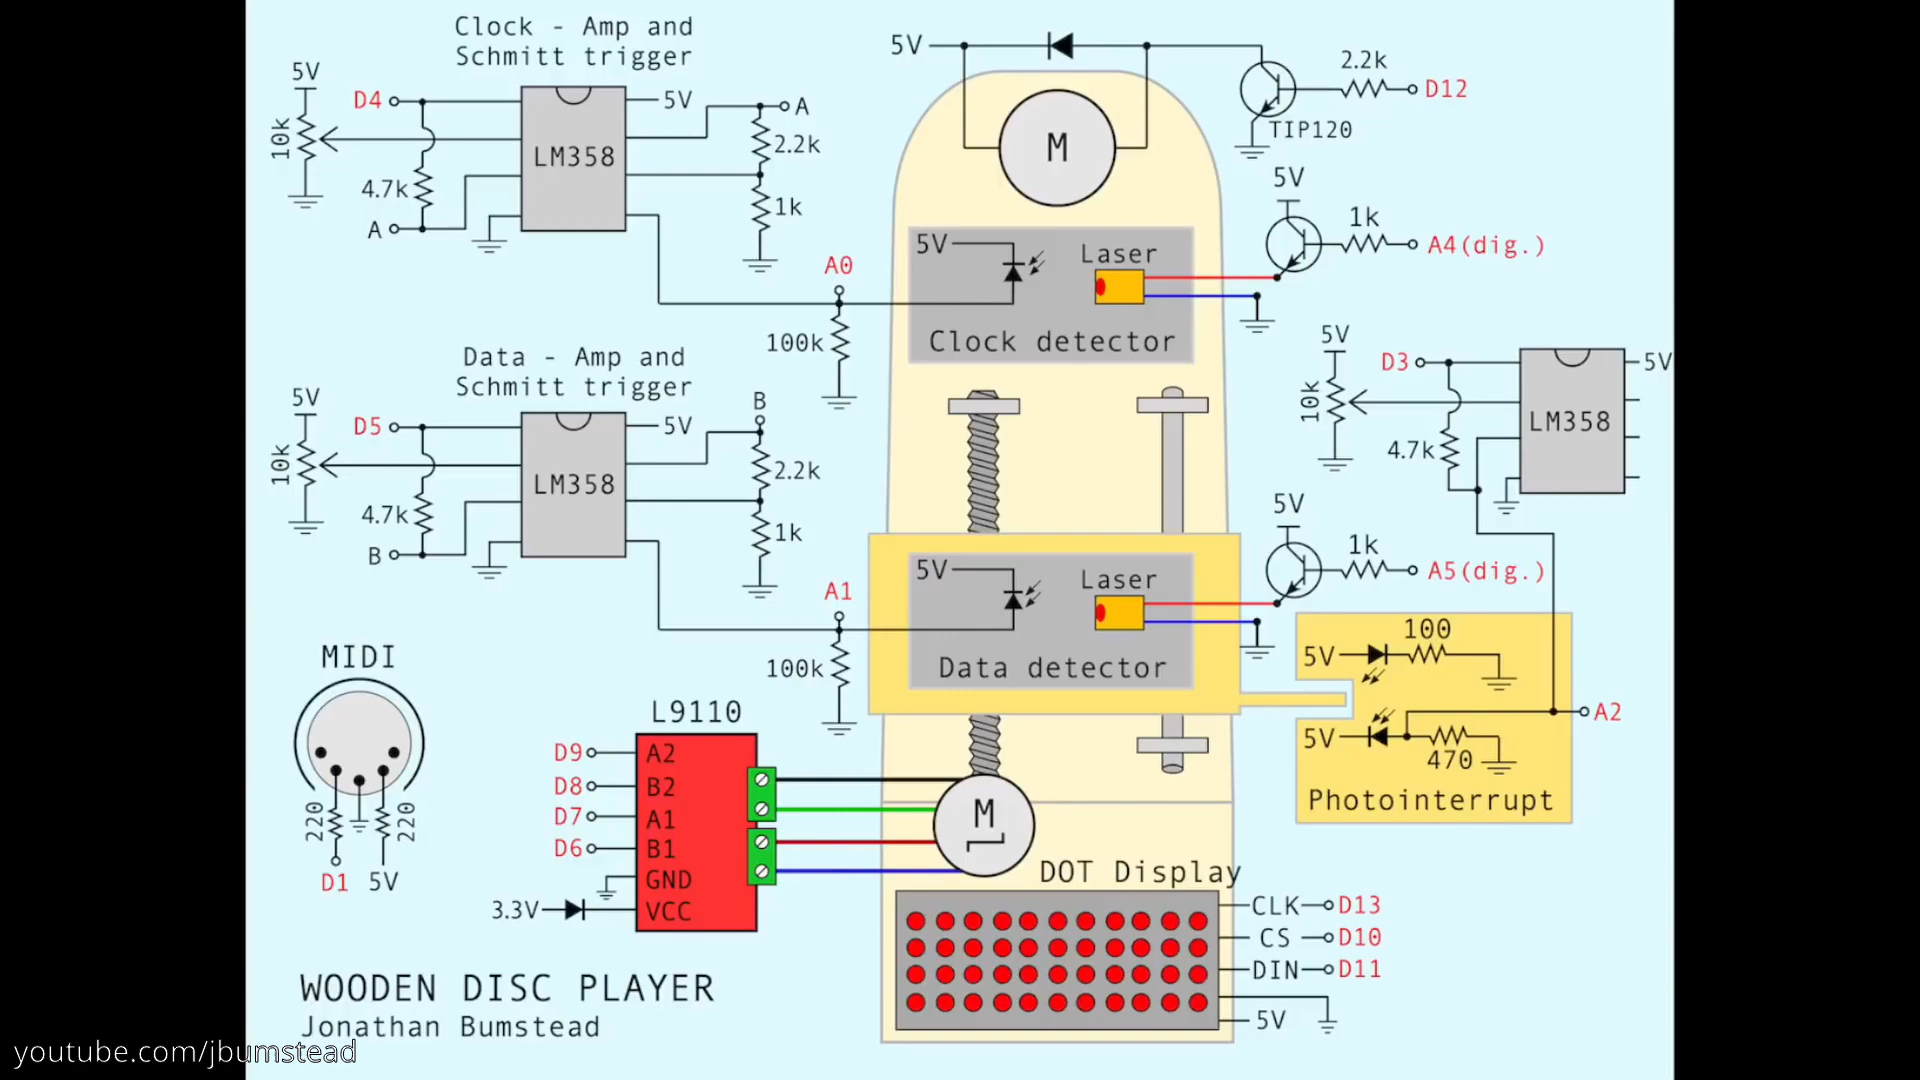 Clock - Amp and
Schmitt trigger
5V
D4
10k
4.7k
A
LM358
5V
A
2.2k
1k
5V
M
2.2k
D12
TIP120
5V
1k
A4(dig.)
A0
100k
5V
Laser
Clock detector
Data - Amp and
Schmitt trigger
5V
D5
10k
4.7k
B
LM358
5V
B
2.2k
1k
5V
D3
10k
4.7k
LM358
5V
A1
100k
5V
Laser
Data detector
5V
1k
A5(dig.)
5V
100
5V
470
A2
Photointerrupt
MIDI
220
220
D1
5V
L9110
D9
A2
D8
B2
D7
A1
D6
B1
GND
3.3V
VCC
M
DOT Display
CLK
D13
CS
D10
DIN
D11
5V
WOODEN DISC PLAYER
Jonathan Bumstead
youtube.com/jbumstead